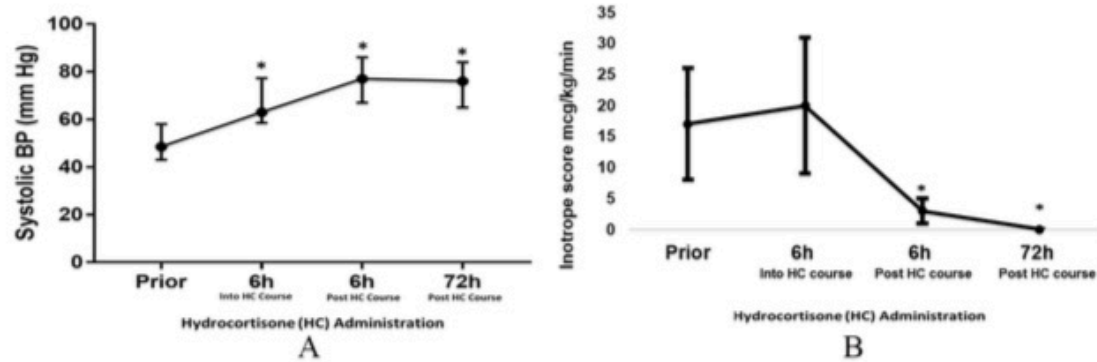 Systolic BP (mm Hg)
100
80
60
40
20
0
*
*
*
Prior
6h
6h
72h
Into HC Course
Post HC Course
Post HC Course
Hydrocortisone (HC) Administration
A
Inotrope score mcg/kg/min
35
30
25
20
15
10
5
0
*
*
Prior
6h
6h
72h
Into HC course
Post HC course
Post HC course
Hydrocortisone (HC) Administration
B